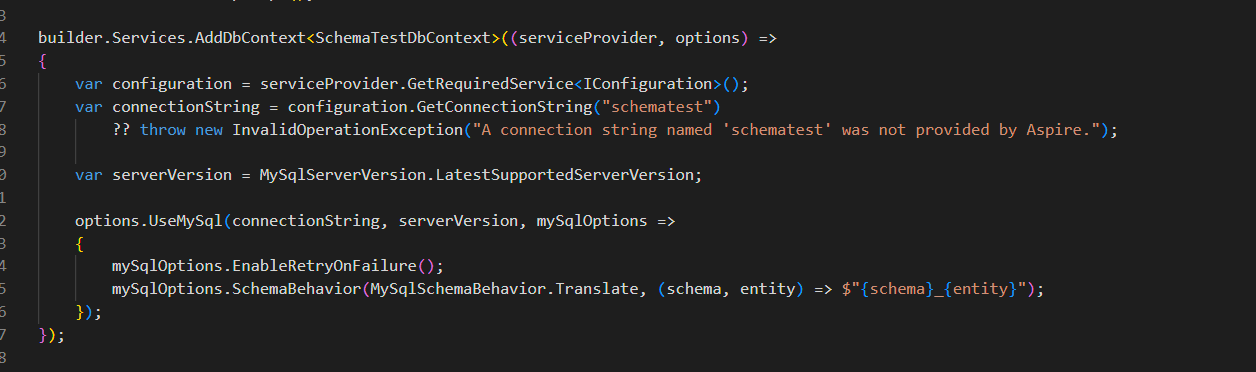 3
4 builder.Services.AddDbContext<SchemaTestDbContext>((serviceProvider, options) =>
5 {
6 var configuration = serviceProvider.GetRequiredService<IConfiguration>();
7 var connectionString = configuration.GetConnectionString("schematest")
8 ?? throw new InvalidOperationException("A connection string named 'schematest' was not provided by Aspire.");
9
0 var serverVersion = MySqlServerVersion.LatestSupportedServerVersion;
1
2 options.UseMySql(connectionString, serverVersion, mySqlOptions =>
3 {
4 mySqlOptions.EnableRetryOnFailure();
5 mySqlOptions.SchemaBehavior(MySqlSchemaBehavior.Translate, (schema, entity) => $"{schema}_{entity}");
6 });
7 });
8